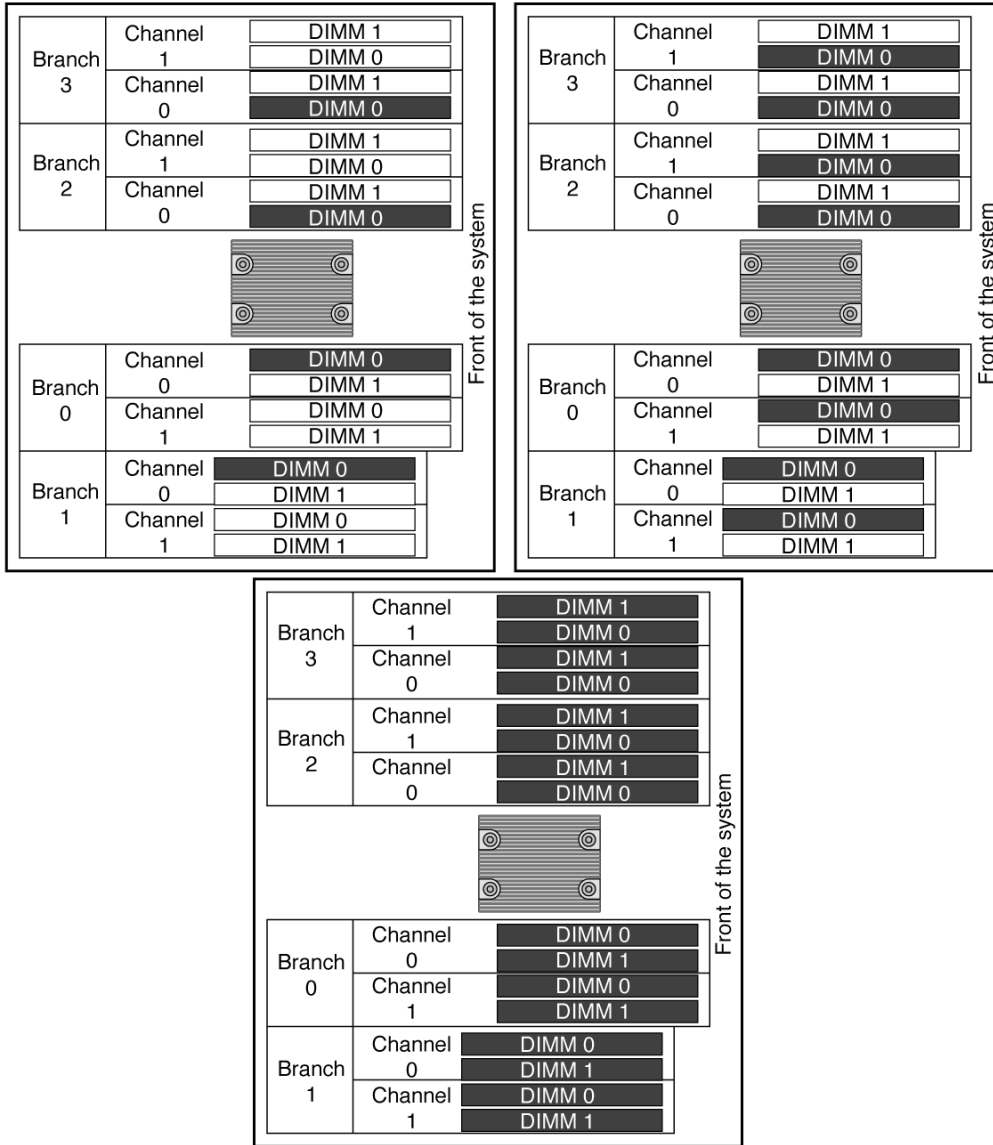 Branch
3
Channel
1
DIMM 1
DIMM 0
Channel
0
DIMM 1
DIMM 0
Branch
2
Channel
1
DIMM 1
DIMM 0
Channel
0
DIMM 1
DIMM 0
Branch
0
Channel
0
DIMM 0
DIMM 1
Channel
1
DIMM 0
DIMM 1
Branch
1
Channel
0
DIMM 0
DIMM 1
Channel
1
DIMM 0
DIMM 1
Front of the system
Branch
3
Channel
1
DIMM 1
DIMM 0
Channel
0
DIMM 1
DIMM 0
Branch
2
Channel
1
DIMM 1
DIMM 0
Channel
0
DIMM 1
DIMM 0
Branch
0
Channel
0
DIMM 0
DIMM 1
Channel
1
DIMM 0
DIMM 1
Branch
1
Channel
0
DIMM 0
DIMM 1
Channel
1
DIMM 0
DIMM 1
Front of the system
Branch
3
Channel
1
DIMM 1
DIMM 0
Channel
0
DIMM 1
DIMM 0
Branch
2
Channel
1
DIMM 1
DIMM 0
Channel
0
DIMM 1
DIMM 0
Branch
0
Channel
0
DIMM 0
DIMM 1
Channel
1
DIMM 0
DIMM 1
Branch
1
Channel
0
DIMM 0
DIMM 1
Channel
1
DIMM 0
DIMM 1
Front of the system